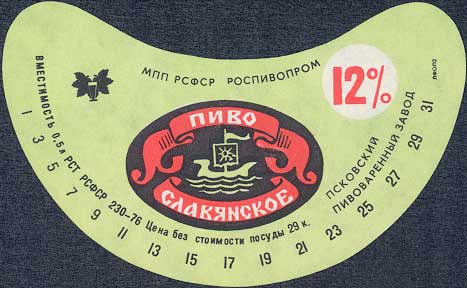 МПП РСФСР РОСПИВОПРОМ
12%
ПИВО
СЛАВЯНСКОЕ
ПСКОВСКИЙ
ПИВОВАРЕННЫЙ ЗАВОД
ВМЕСТИМОСТЬ 0,5 л РСТ РСФСР 230-76 Цена без стоимости посуды 29 к.
1 3 5 7 9 11 13 15 17 19 21 23 25 27 29 31